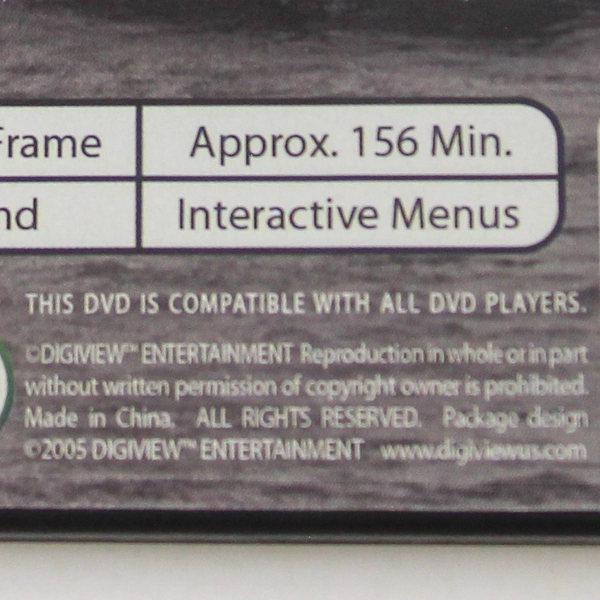 Frame Approx. 156 Min.
nd Interactive Menus
THIS DVD IS COMPATIBLE WITH ALL DVD PLAYERS.
©DIGIVIEW™ ENTERTAINMENT Reproduction in whole or in part
without written permission of copyright owner is prohibited.
Made in China. ALL RIGHTS RESERVED. Package design
©2005 DIGIVIEW™ ENTERTAINMENT www.digiviewus.com